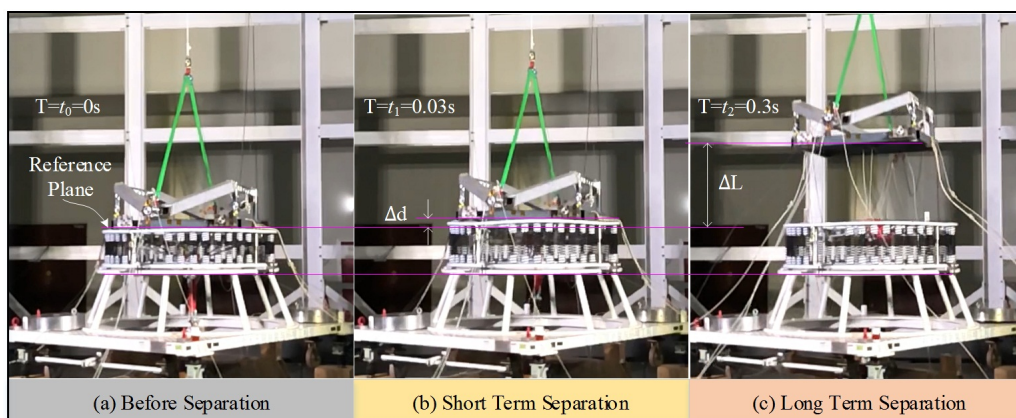 T=t₀=0s
Reference
Plane
T=t₁=0.03s
Δd
T=t₂=0.3s
ΔL
(a) Before Separation
(b) Short Term Separation
(c) Long Term Separation